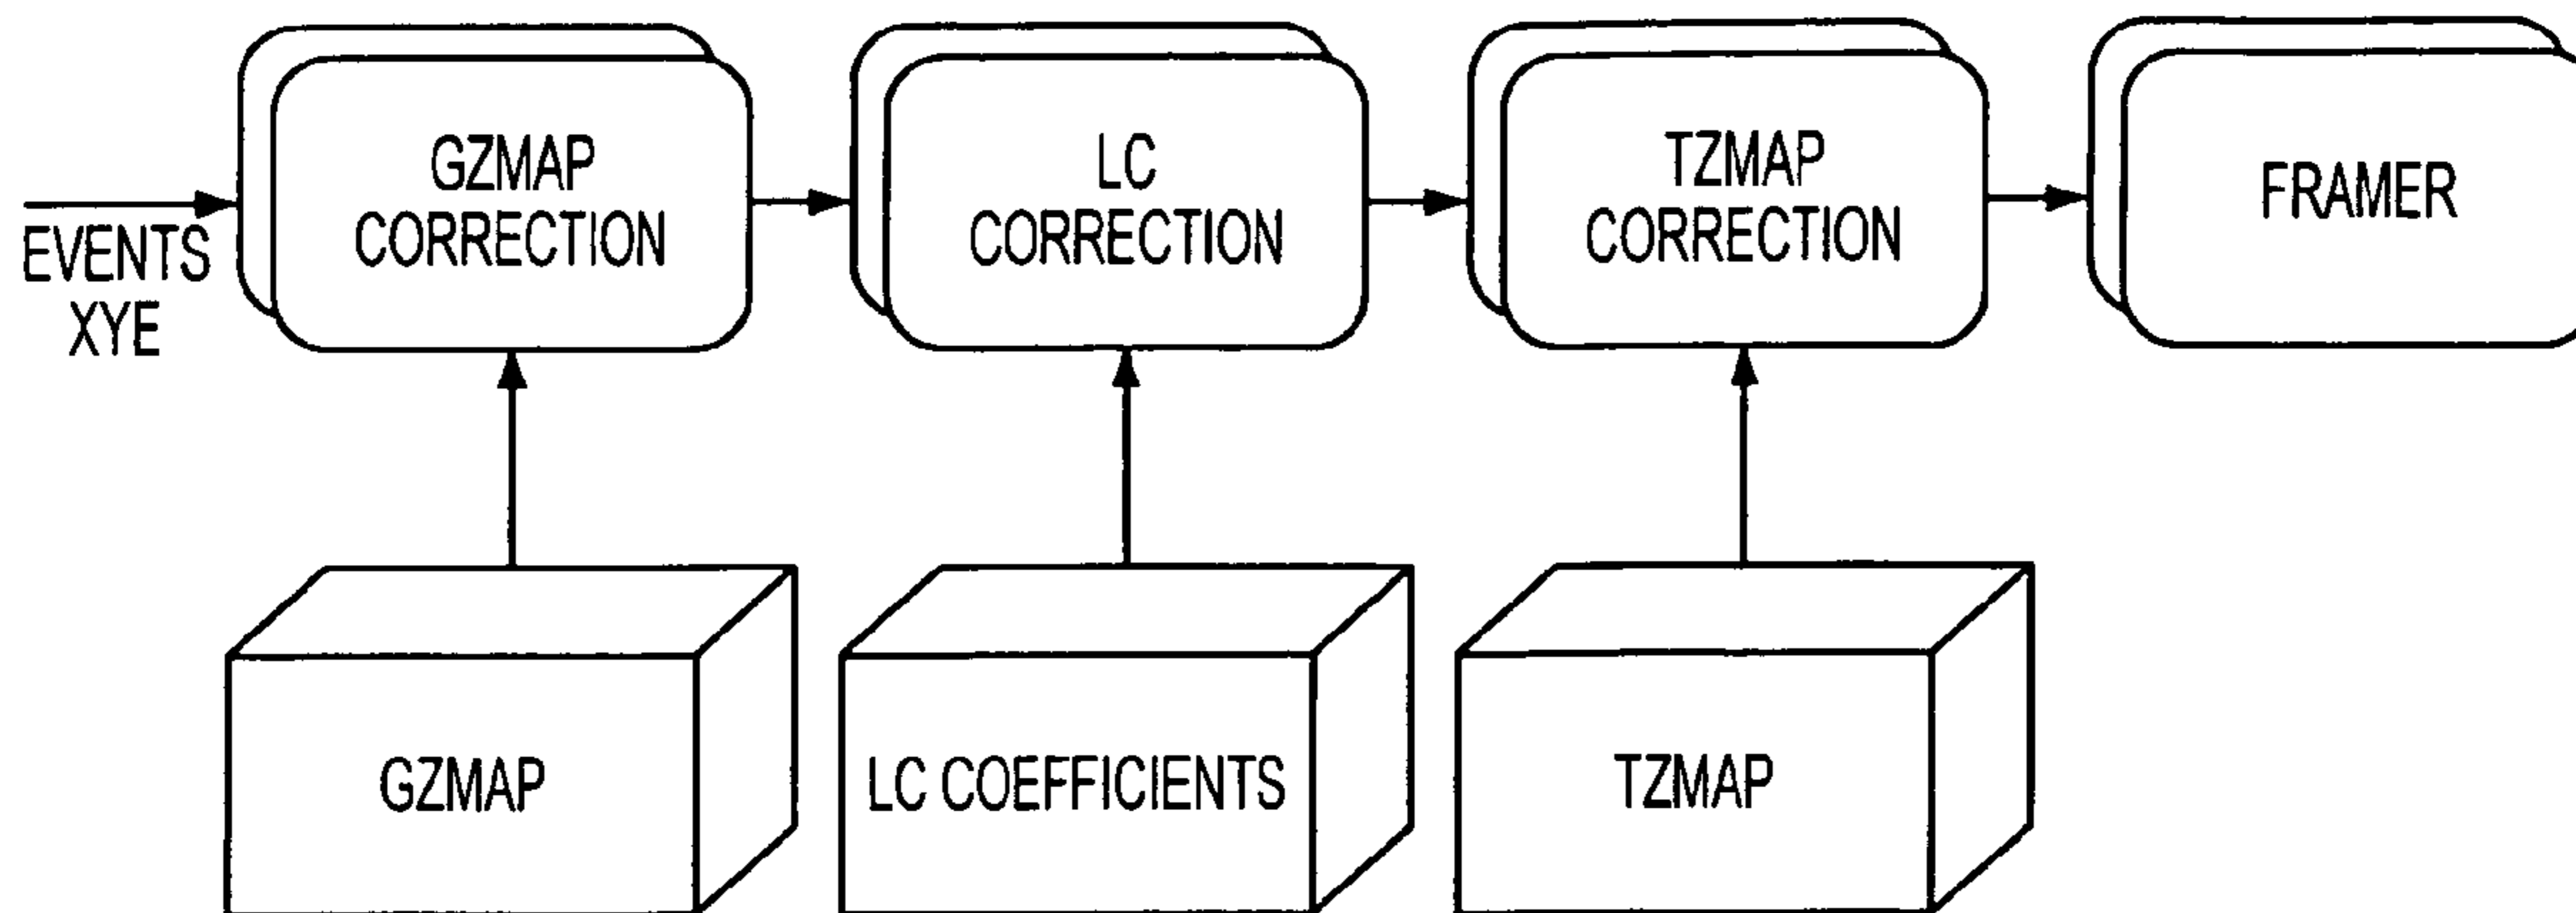 EVENTS
XYE
GZMAP
CORRECTION
LC
CORRECTION
TZMAP
CORRECTION
FRAMER
GZMAP
LC COEFFICIENTS
TZMAP